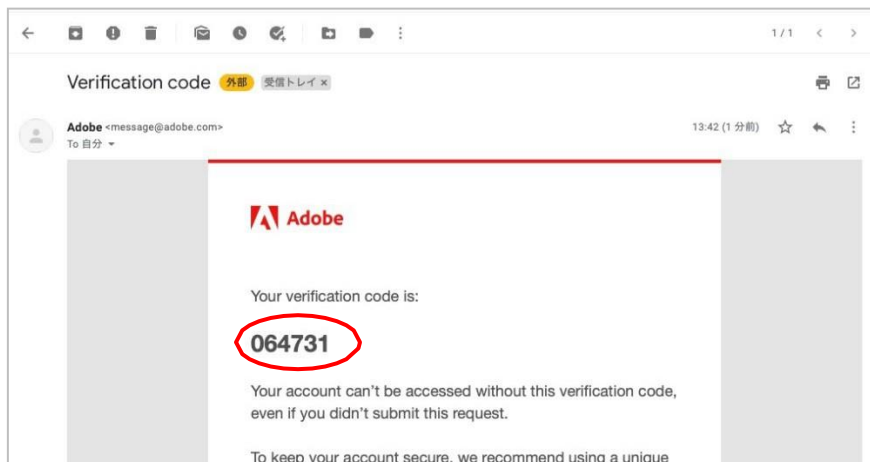 1 / 1
Verification code 外部 受信トレイ ×
Adobe <message@adobe.com> 13:42 (1 分前)
To 自分
Adobe
Your verification code is:
064731
Your account can't be accessed without this verification code,
even if you didn't submit this request.
To keep your account secure, we recommend using a unique